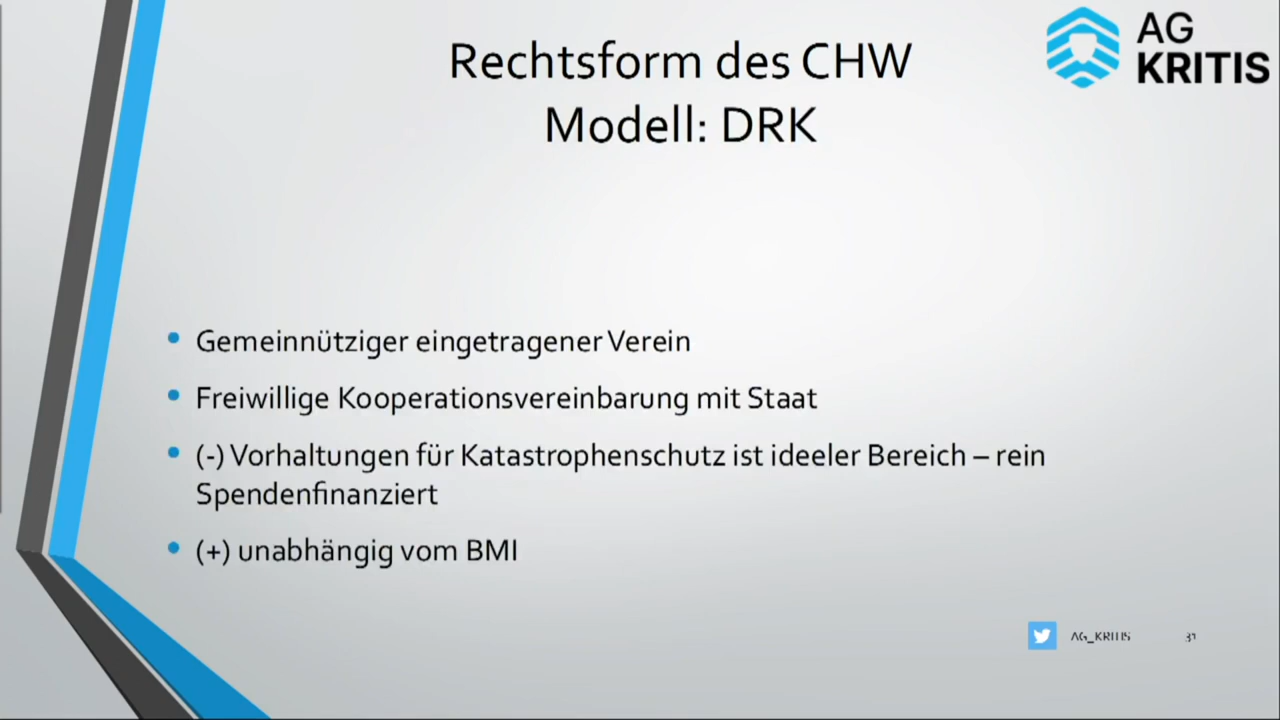 Rechtsform des CHW
Modell: DRK
AG
KRITIS
• Gemeinnütziger eingetragener Verein
• Freiwillige Kooperationsvereinbarung mit Staat
• (-) Vorhaltungen für Katastrophenschutz ist ideeler Bereich – rein
Spendenfinanziert
• (+) unabhängig vom BMI
AG_KRITIS